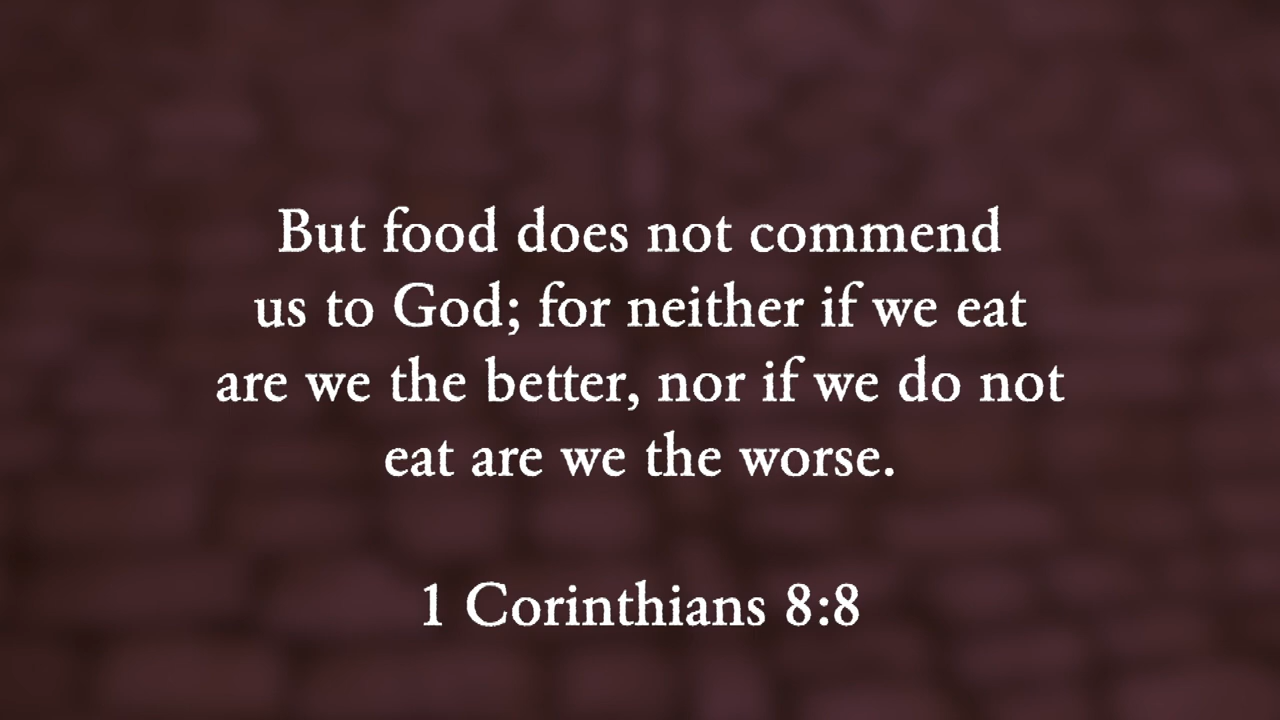 But food does not commend
us to God; for neither if we eat
are we the better, nor if we do not
eat are we the worse.
1 Corinthians 8:8